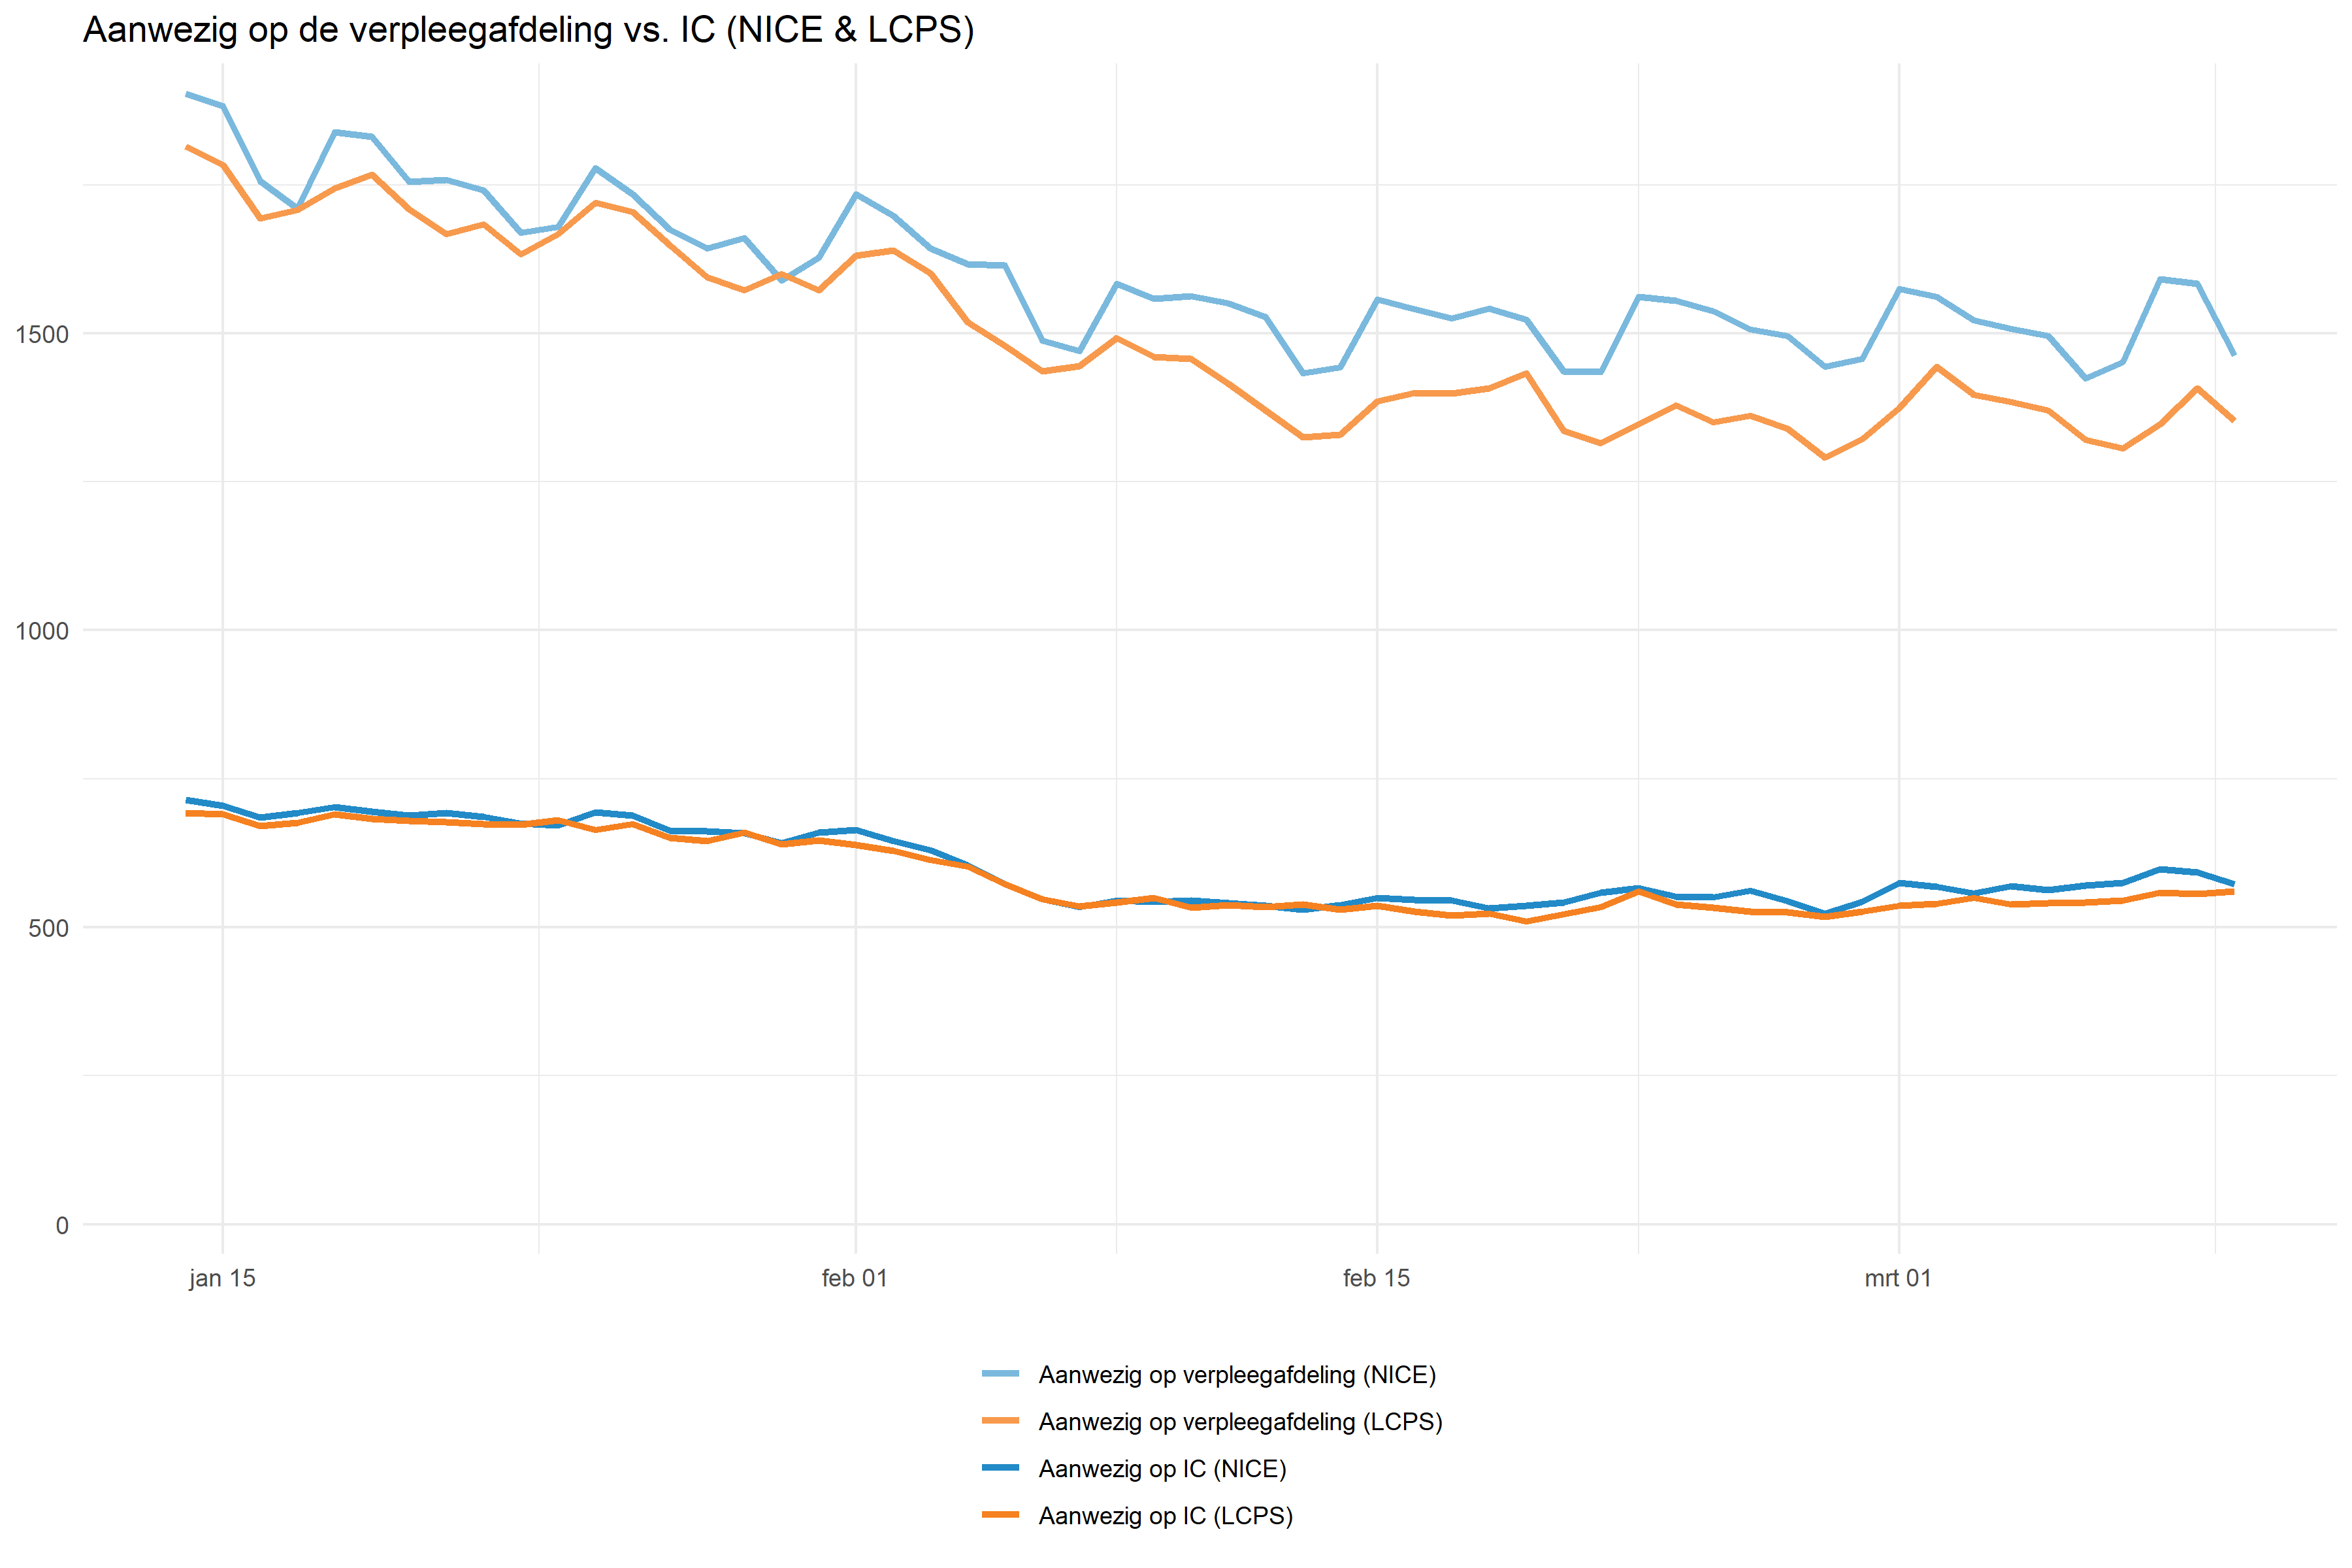 Aanwezig op de verpleegafdeling vs. IC (NICE & LCPS)
1500
1000
500
0
jan 15
feb 01
feb 15
mrt 01
Aanwezig op verpleegafdeling (NICE)
Aanwezig op verpleegafdeling (LCPS)
Aanwezig op IC (NICE)
Aanwezig op IC (LCPS)